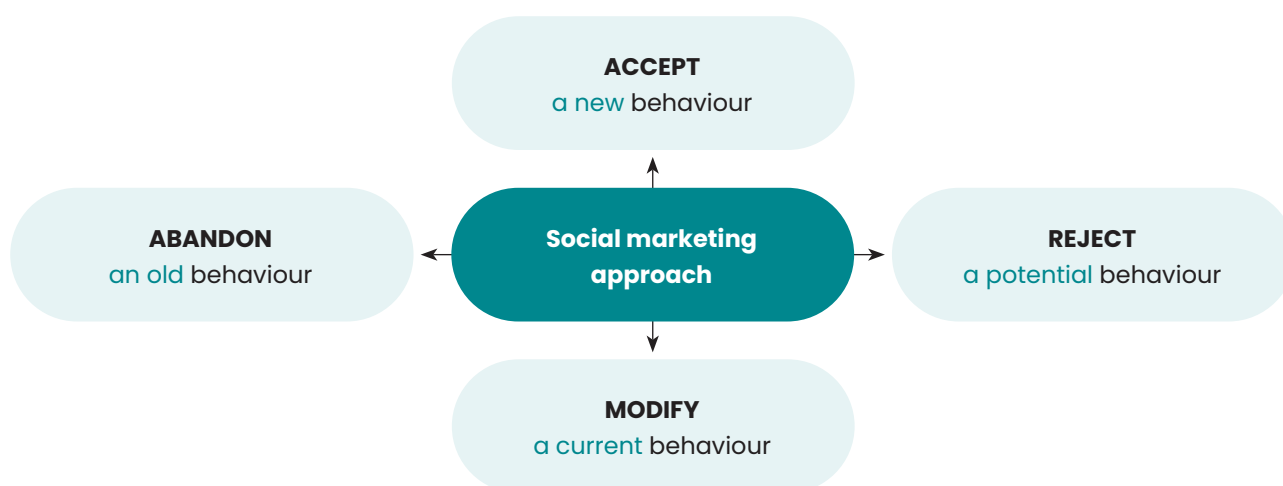 ACCEPT
a new behaviour
ABANDON
an old behaviour
Social marketing
approach
REJECT
a potential behaviour
MODIFY
a current behaviour